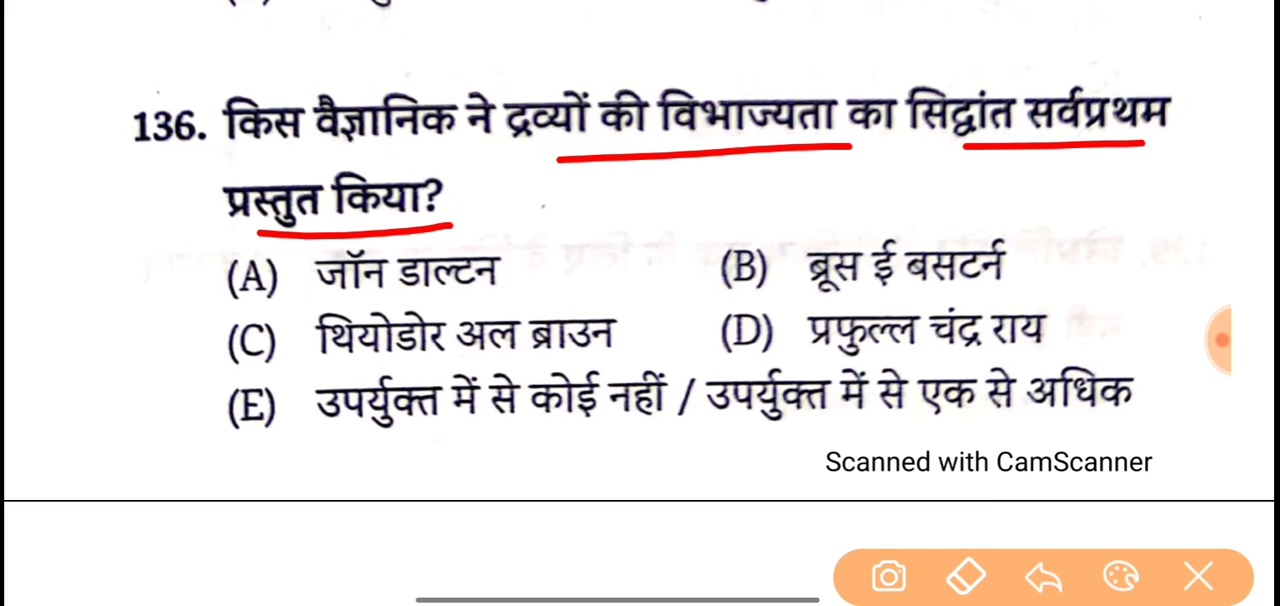 136. किस वैज्ञानिक ने द्रव्यों की विभाज्यता का सिद्धांत सर्वप्रथम
प्रस्तुत किया?
(A) जॉन डाल्टन (B) ब्रूस ई बसटर्न
(C) थियोडोर अल ब्राउन (D) प्रफुल्ल चंद्र राय
(E) उपर्युक्त में से कोई नहीं / उपर्युक्त में से एक से अधिक
Scanned with CamScanner